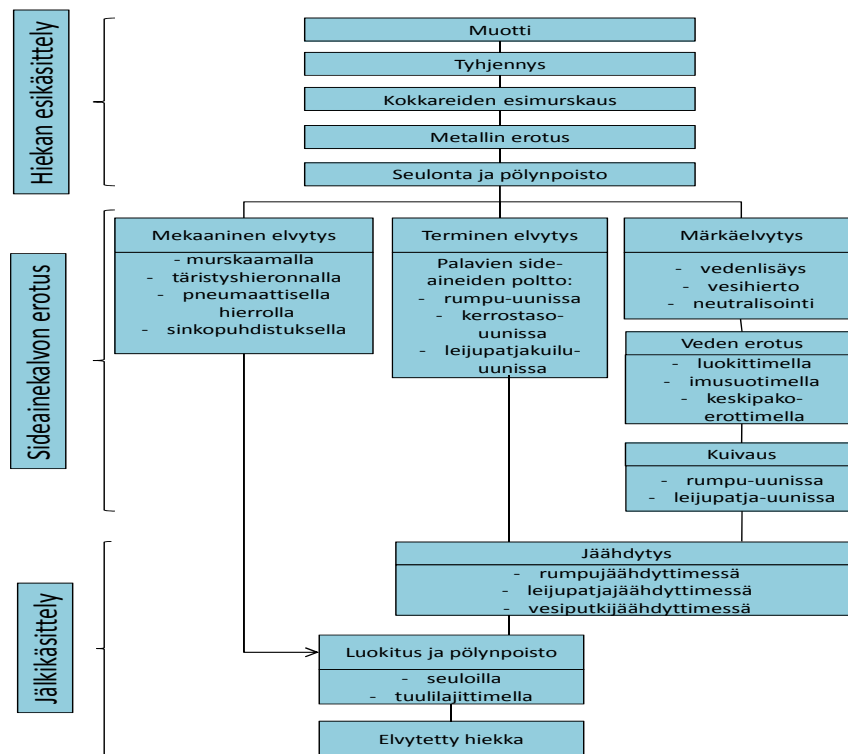 Hiekan esikäsittely
Muotti
Tyhjennys
Kokkareiden esimurskaus
Metallin erotus
Seulonta ja pölynpoisto
Sideainekalvon erotus
Mekaaninen elvytys
- murskaamalla
- täristyshieronnalla
- pneumaattisella
hierrolla
- sinkopuhdistuksella
Terminen elvytys
Palavien side-
aineiden poltto:
- rumpu-uunissa
- kerrostaso-
uunissa
- leijupatjakuilu-
uunissa
Märkäelvytys
- vedenlisäys
- vesihierto
- neutralisointi
Veden erotus
- luokittimella
- imusuotimella
- keskipako-
erottimella
Kuivaus
- rumpu-uunissa
- leijupatja-uunissa
Jälkikäsittely
Jäähdytys
- rumpujäähdyttimessä
- leijupatjajäähdyttimessä
- vesiputkijäähdyttimessä
Luokitus ja pölynpoisto
- seuloilla
- tuulilajittimella
Elvytetty hiekka